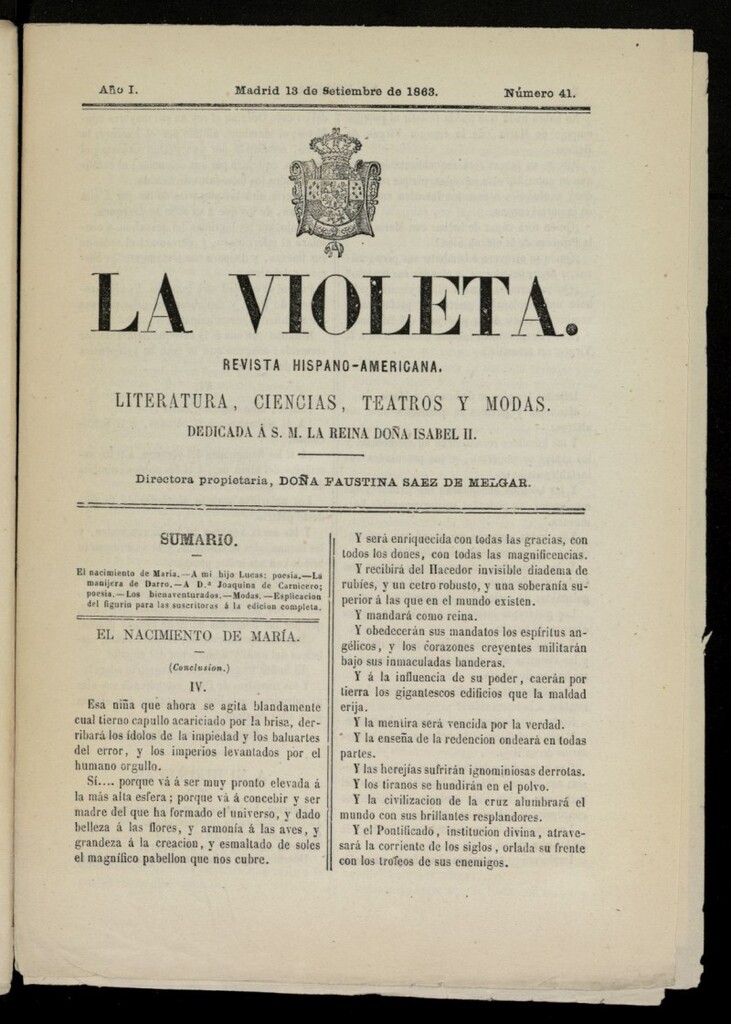 Año I.
Madrid 13 de Setiembre de 1863.
Número 41.
LA VIOLETA.
REVISTA HISPANO-AMERICANA.
LITERATURA, CIENCIAS, TEATROS Y MODAS.
DEDICADA Á S. M. LA REINA DOÑA ISABEL II.
Directora propietaria, DOÑA FAUSTINA SAEZ DE MELGAR.
SUMARIO.
El nacimiento de Maria.—A mi hijo Lucas; poesia.—La
manijera de Darro.—A D.ª Joaquina de Carnicero;
poesia.—Los bienaventurados.—Modas.—Esplicacion
del figurin para las suscritoras á la edicion completa.
EL NACIMIENTO DE MARÍA.
(Conclusion.)
IV.
Esa niña que ahora se agita blandamente
cual tierno capullo acariciado por la brisa, der-
ribará los ídolos de la impiedad y los baluartes
del error, y los imperios levantados por el
humano orgullo.
Sí.... porque vá á ser muy pronto elevada á
la más alta esfera; porque vá á concebir y ser
madre del que ha formado el universo, y dado
belleza á las flores, y armonía á las aves, y
grandeza á la creacion, y esmaltado de soles
el magnífico pabellon que nos cubre.
Y será enriquecida con todas las gracias, con
todos los dones, con todas las magnificencias.
Y recibirá del Hacedor invisible diadema de
rubíes, y un cetro robusto, y una soberanía su-
perior á las que en el mundo existen.
Y mandará como reina.
Y obedecerán sus mandatos los espíritus an-
gélicos, y los corazones creyentes militarán
bajo sus inmaculadas banderas.
Y á la influencia de su poder, caerán por
tierra los gigantescos edificios que la maldad
erija.
Y la mentira será vencida por la verdad.
Y la enseña de la redencion ondeará en todas
partes.
Y las herejías sufrirán ignominiosas derrotas.
Y los tiranos se hundirán en el polvo.
Y la civilizacion de la cruz alumbrará el
mundo con sus brillantes resplandores.
Y el Pontificado, institucion divina, atrave-
sará la corriente de los siglos, orlada su frente
con los trofeos de sus enemigos.